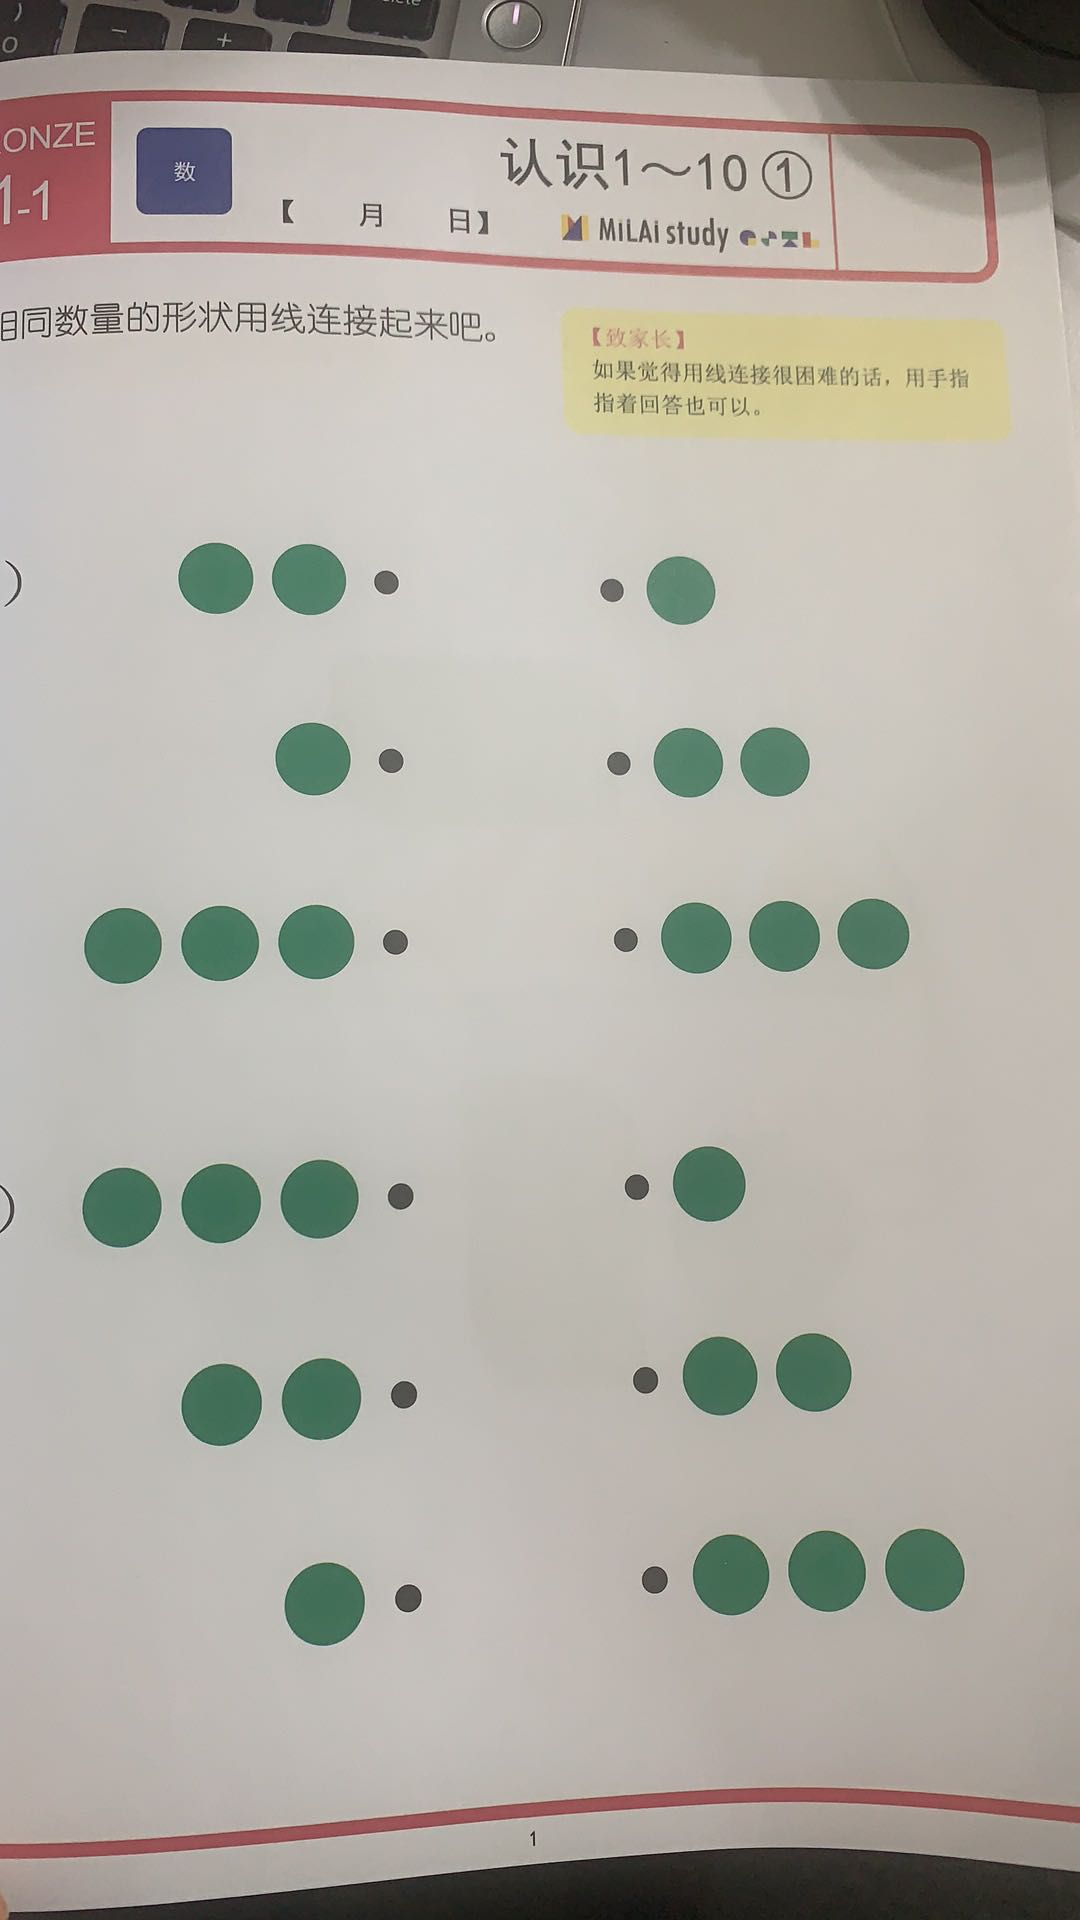 )
O
−
+
ONZE
1-1
数
认识1～10①
【 月 日】
MiLAi study
相同数量的形状用线连接起来吧。
【致家长】
如果觉得用线连接很困难的话，用手指
指着回答也可以。
)
)
1